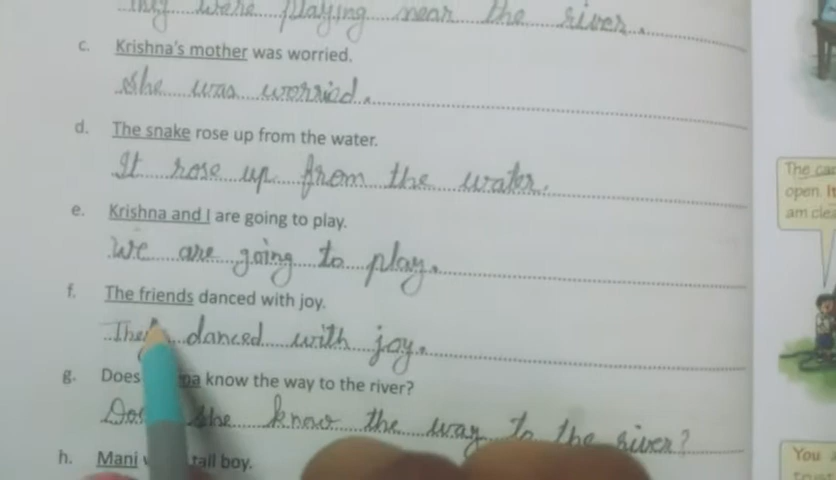 They were playing near the river.
c. Krishna's mother was worried.
She was worried.
d. The snake rose up from the water.
It rose up from the water.
e. Krishna and I are going to play.
We are going to play.
f. The friends danced with joy.
They danced with joy.
g. Does know the way to the river?
she know the way to the river?
h. Mani tall boy.
The
open. It
am
You